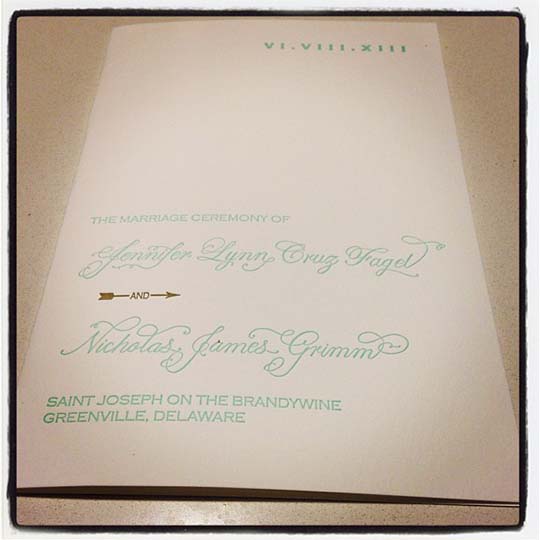 VI.VIII.XIII
THE MARRIAGE CEREMONY OF
Jennifer Lynn Cruz Fagel
AND
Nicholas James Grimm
SAINT JOSEPH ON THE BRANDYWINE
GREENVILLE, DELAWARE